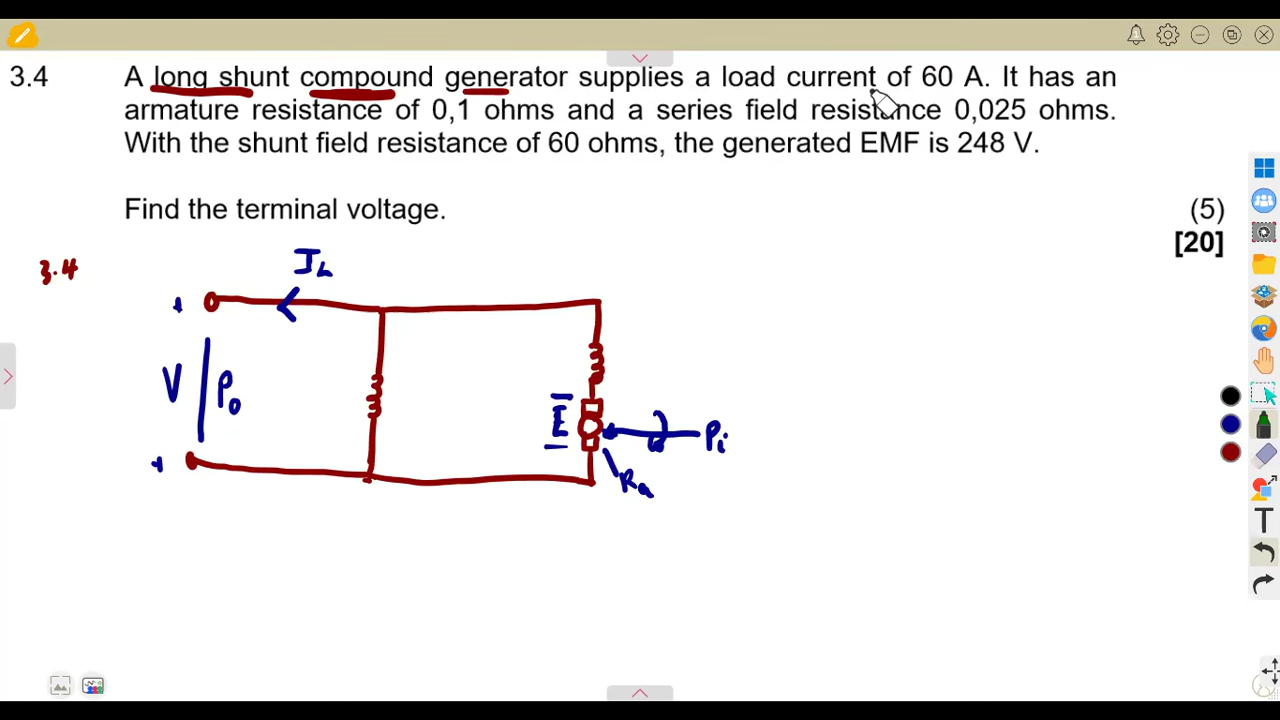 3.4 A long shunt compound generator supplies a load current of 60 A. It has an
armature resistance of 0,1 ohms and a series field resistance 0,025 ohms.
With the shunt field resistance of 60 ohms, the generated EMF is 248 V.
Find the terminal voltage. (5)
[20]
3.4
IL
+
V Po
E
Pi
+
Ra